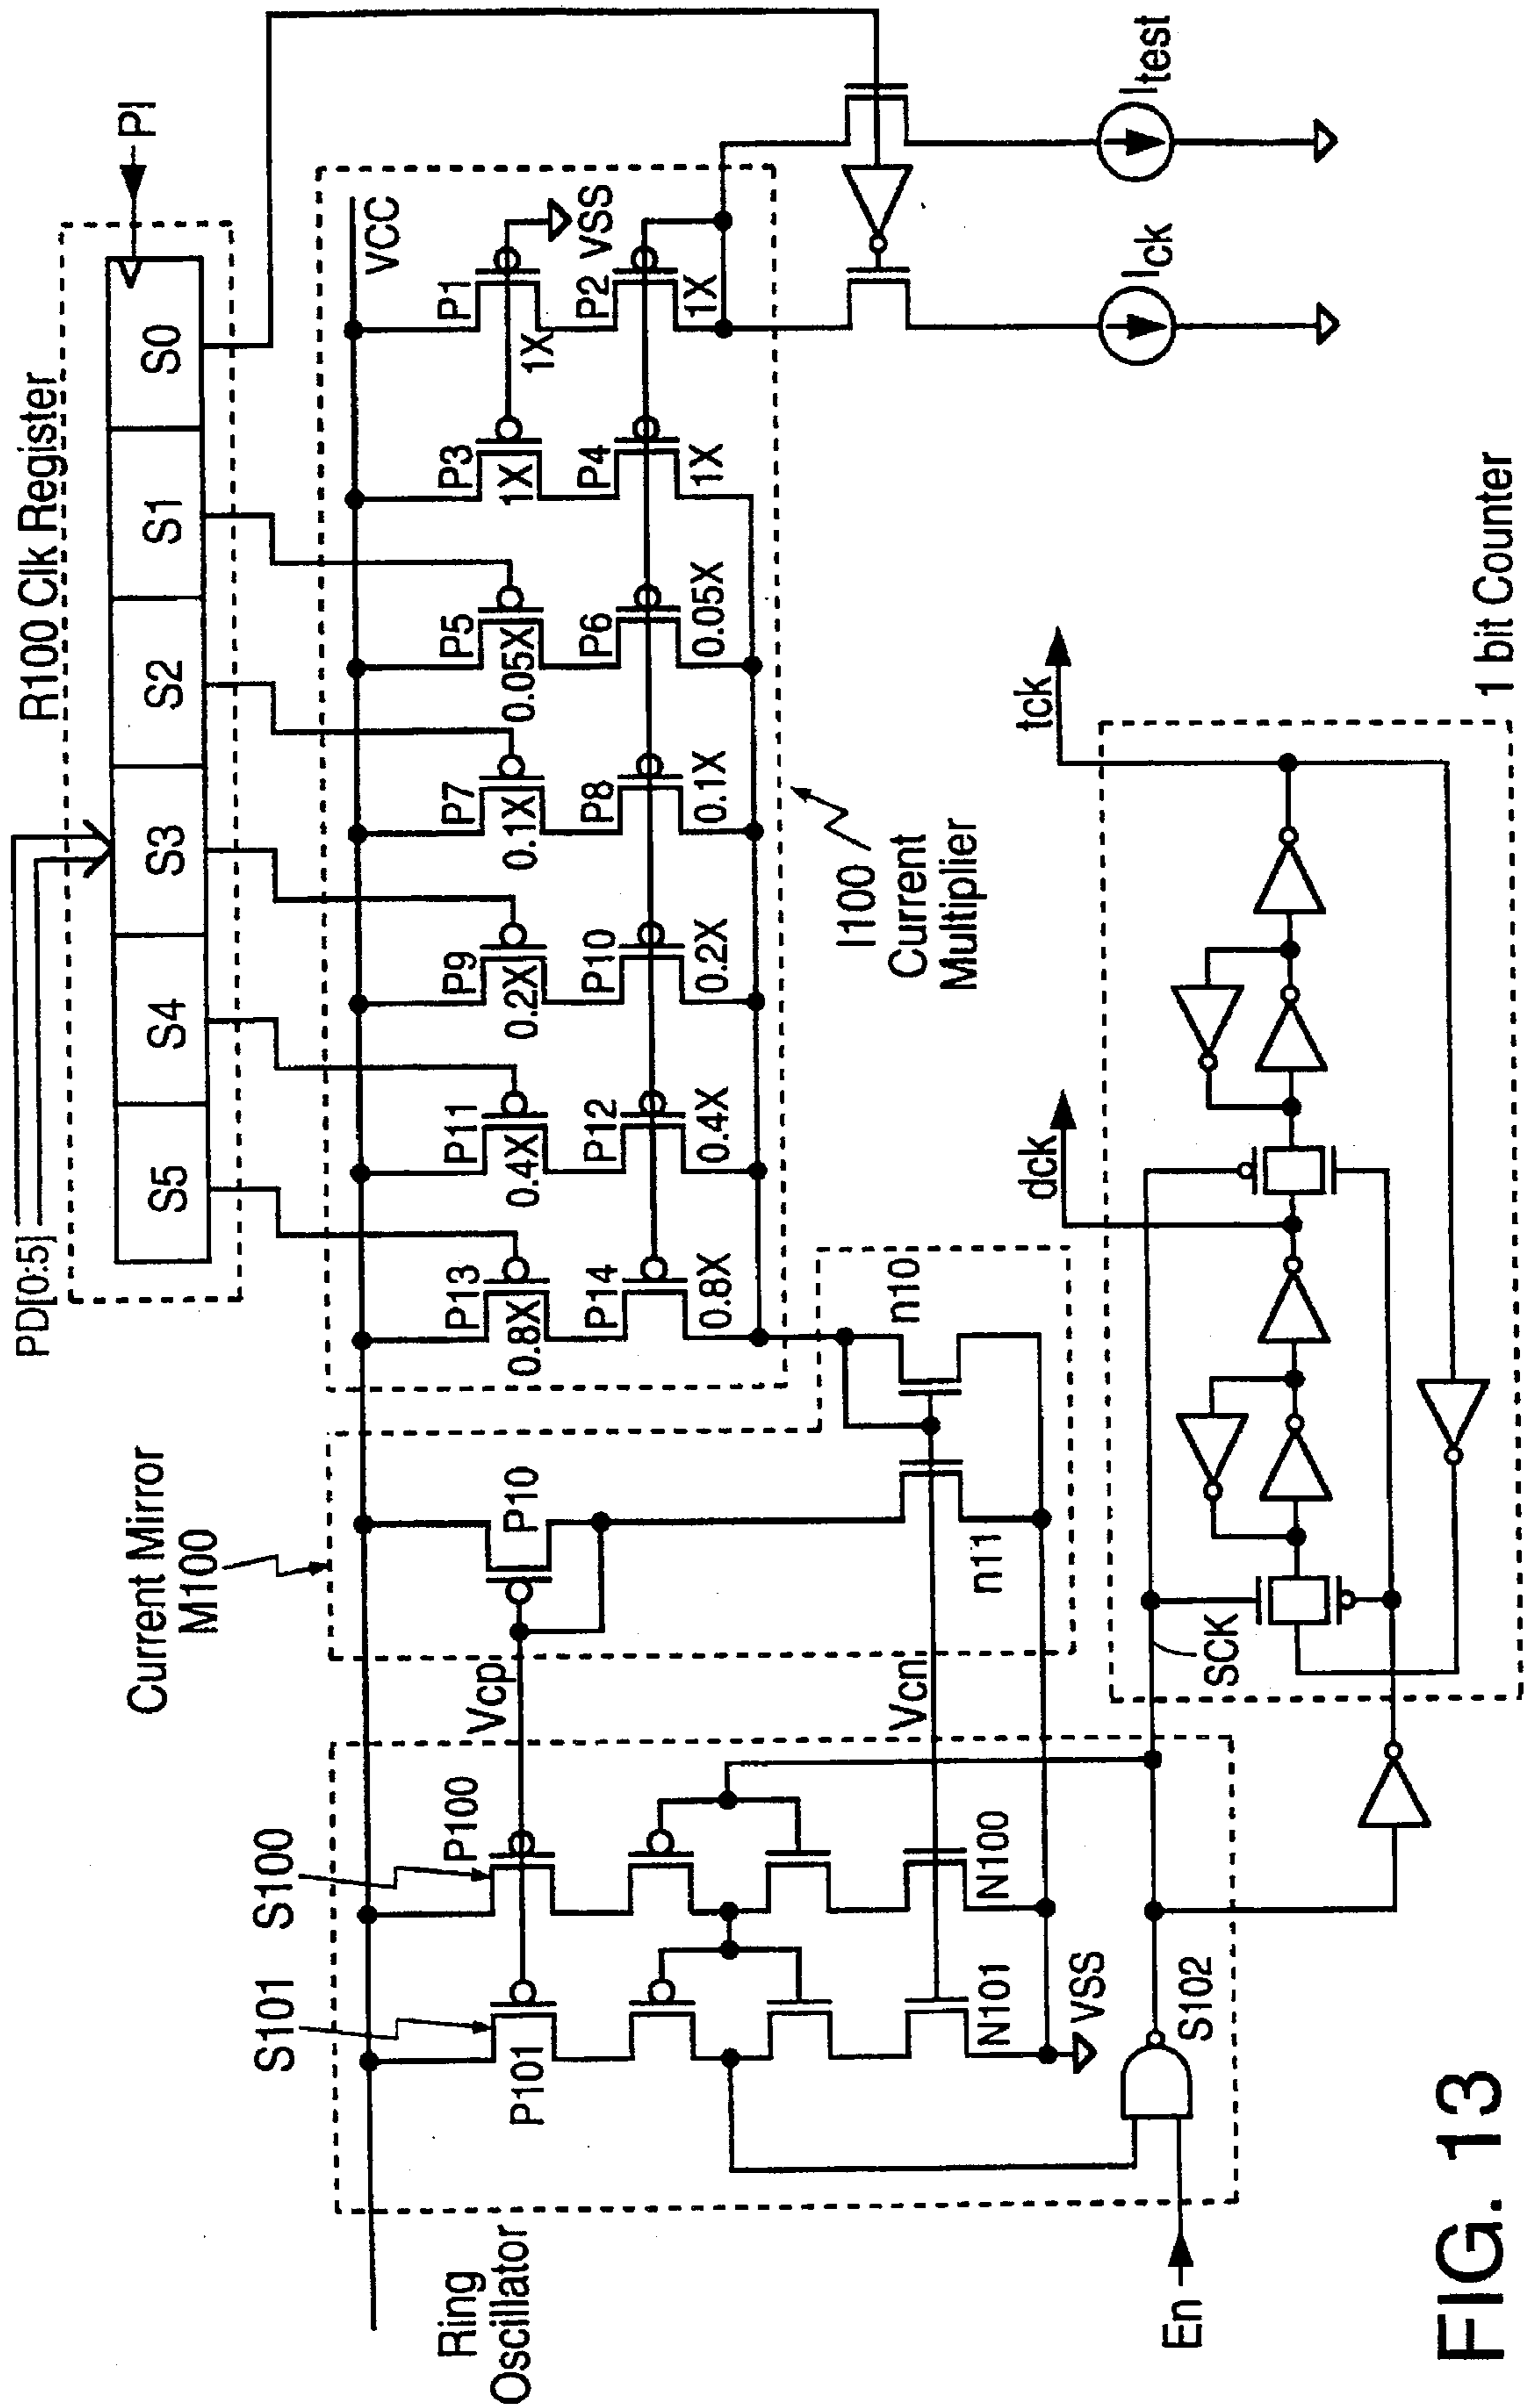 PD[0:5]
R100 Clk Register
S5
S4
S3
S2
S1
S0
PI
Current Mirror
M100
S101
S100
Ring
Oscillator
P101
P100
Vcp
P10
P13
0.8X
P14
0.8X
P11
0.4X
P12
0.4X
P9
0.2X
P10
0.2X
P7
0.1X
P8
0.1X
P5
0.05X
P6
0.05X
P3
1X
P4
1X
P1
1X
P2
1X
VCC
VSS
I100
Current
Multiplier
N101
N100
Vcn
n11
n10
VSS
En
S102
SCK
dck
tck
1 bit Counter
Ick
Itest
FIG. 13